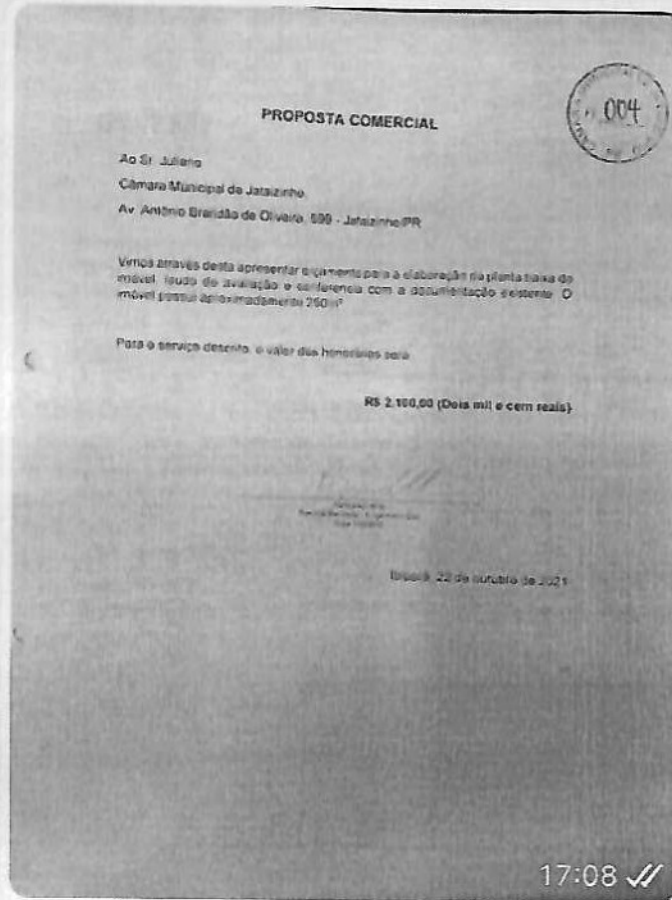 004
PROPOSTA COMERCIAL
Ao Sr. Juliano
Câmara Municipal de Jataizinho
Av. Antônio Brandão de Oliveira, 699 - Jataizinho/PR
Vimos através desta apresentar orçamento para a elaboração da planta baixa do
imóvel, laudo de avaliação e conferencia com a documentação existente. O
imóvel possui aproximadamente 260m²
Para o serviço descrito, o valor dos honorários será
R$ 2.100,00 (Dois mil e cem reais)
22 de outubro de 2021
17:08